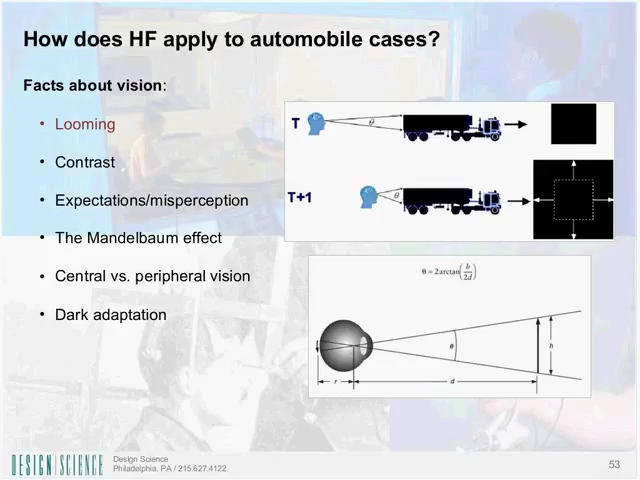 How does HF apply to automobile cases?
Facts about vision:
• Looming
• Contrast
• Expectations/misperception
• The Mandelbaum effect
• Central vs. peripheral vision
• Dark adaptation
T
θ
T+1
θ
θ = 2arctan(h/2d)
θ
h
r
d
DESIGN SCIENCE
Design Science
Philadelphia, PA / 215.627.4122
53